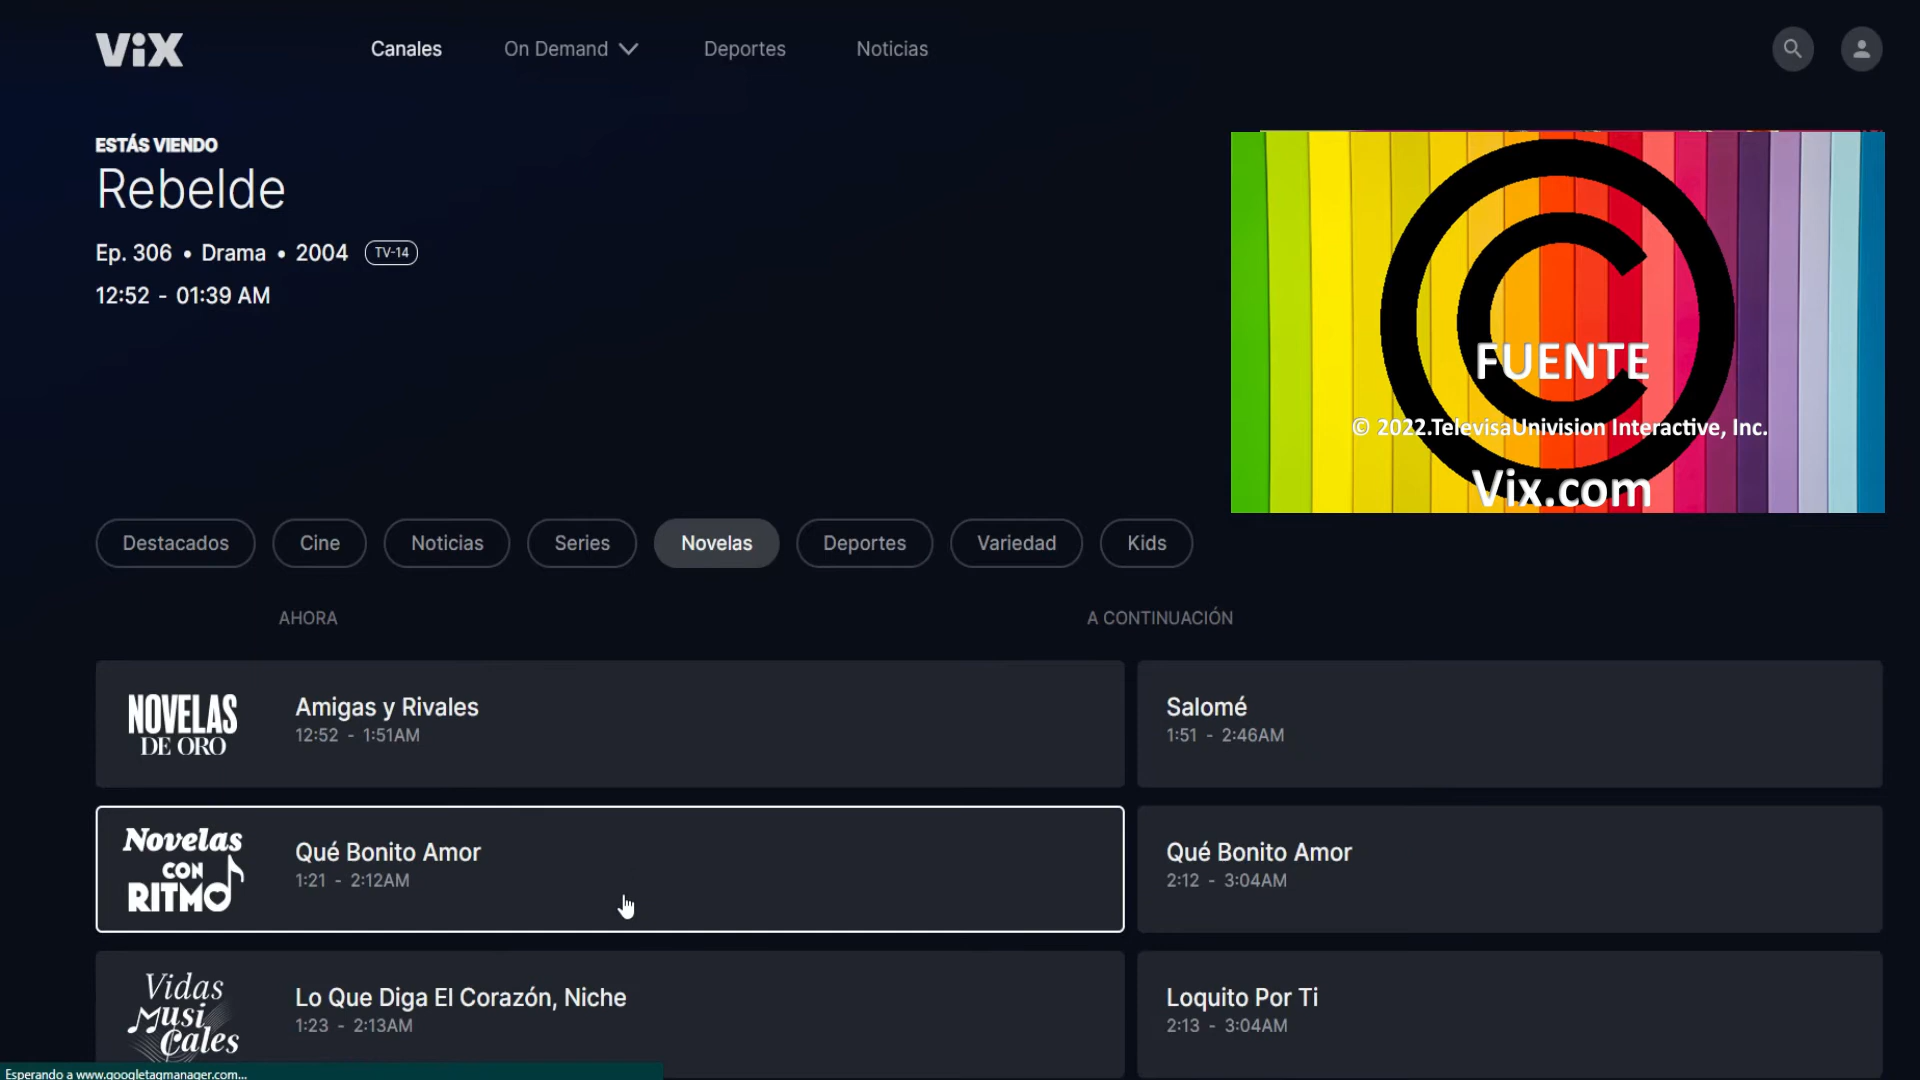 ViX
Canales
On Demand
Deportes
Noticias
ESTÁS VIENDO
Rebelde
Ep. 306 • Drama • 2004 TV-14
12:52 - 01:39 AM
FUENTE
© 2022.TelevisaUnivision Interactive, Inc.
Vix.com
Destacados
Cine
Noticias
Series
Novelas
Deportes
Variedad
Kids
AHORA
A CONTINUACIÓN
NOVELAS
DE ORO
Amigas y Rivales
12:52 - 1:51AM
Salomé
1:51 - 2:46AM
Novelas
CON
RITMO
Qué Bonito Amor
1:21 - 2:12AM
Qué Bonito Amor
2:12 - 3:04AM
Vidas
Musi
Cales
Lo Que Diga El Corazón, Niche
1:23 - 2:13AM
Loquito Por Ti
2:13 - 3:04AM
Esperando a www.googletagmanager.com...